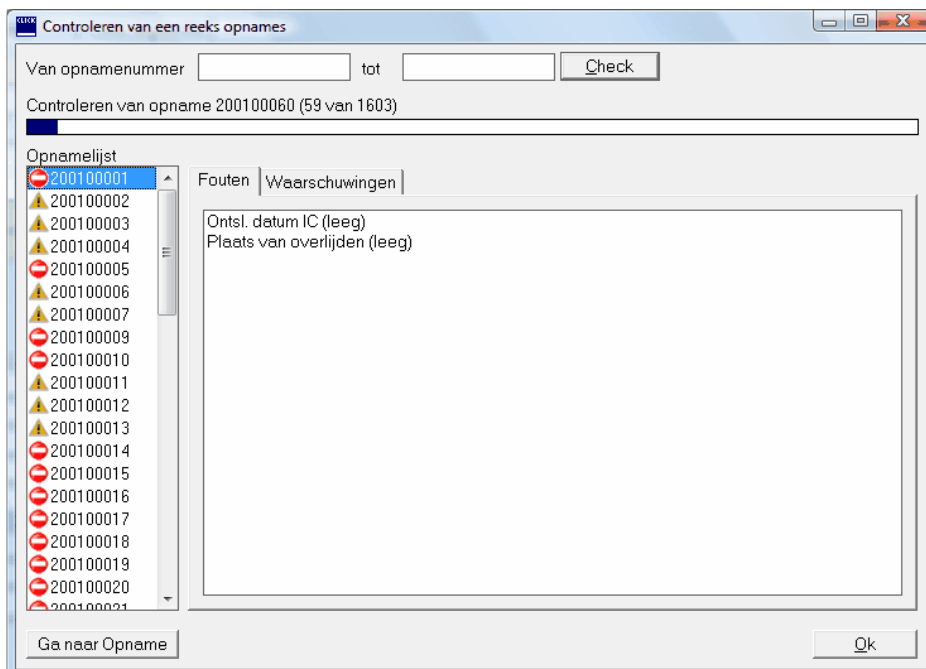 CLICK
Controleren van een reeks opnames
Van opnamenummer tot Check
Controleren van opname 200100060 (59 van 1603)
Opnamelijst
Fouten Waarschuwingen
200100001
200100002
200100003
200100004
200100005
200100006
200100007
200100009
200100010
200100011
200100012
200100013
200100014
200100015
200100016
200100017
200100018
200100019
200100020
200100021
Ontsl. datum IC (leeg)
Plaats van overlijden (leeg)
Ga naar Opname
Ok